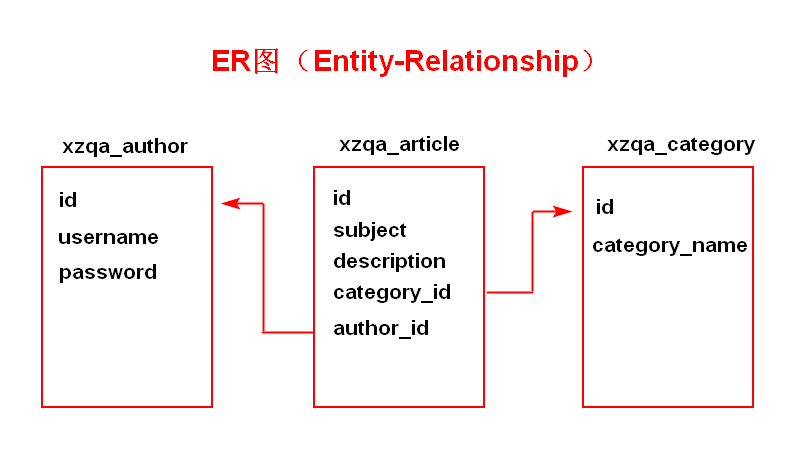 ER图（Entity-Relationship）
xzqa_author
id
username
password
xzqa_article
id
subject
description
category_id
author_id
xzqa_category
id
category_name